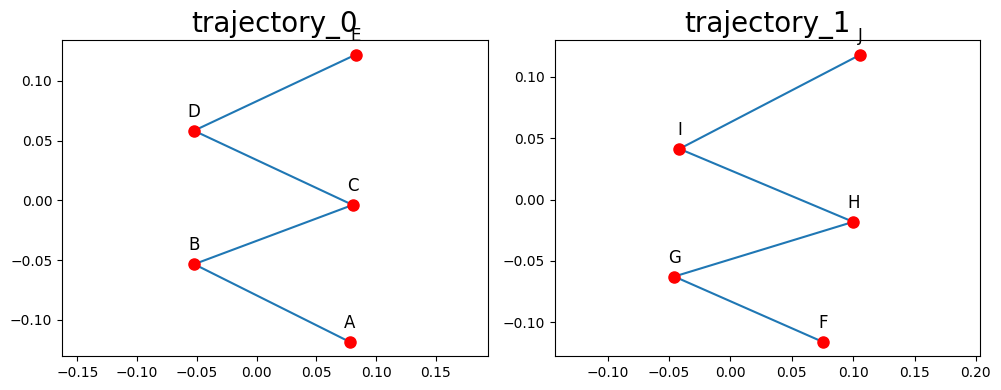 trajectory_0
E
0.10
D
0.05
C
0.00
B
−0.05
A
−0.10
−0.15 −0.10 −0.05 0.00 0.05 0.10 0.15
trajectory_1
J
0.10
I
0.05
H
0.00
G
−0.05
F
−0.10
−0.10 −0.05 0.00 0.05 0.10 0.15 0.20